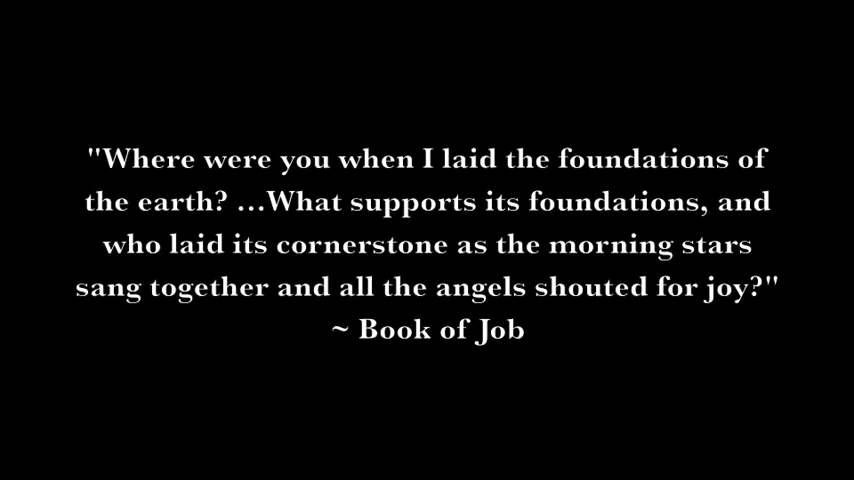 "Where were you when I laid the foundations of
the earth? ...What supports its foundations, and
who laid its cornerstone as the morning stars
sang together and all the angels shouted for joy?"
~ Book of Job